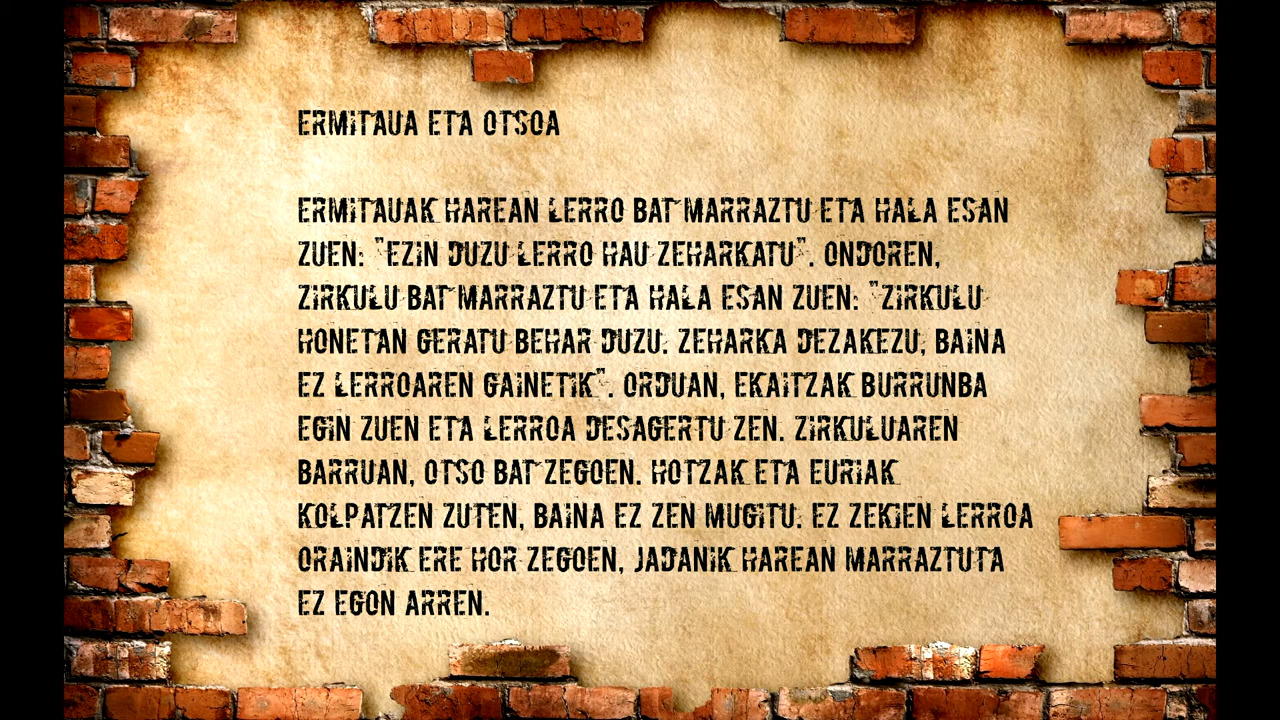 ERMITAUA ETA OTSOA
ERMITAUAK HAREAN LERRO BAT MARRAZTU ETA HALA ESAN
ZUEN: "EZIN DUZU LERRO HAU ZEHARKATU". ONDOREN,
ZIRKULU BAT MARRAZTU ETA HALA ESAN ZUEN: "ZIRKULU
HONETAN GERATU BEHAR DUZU. ZEHARKA DEZAKEZU, BAINA
EZ LERROAREN GAINETIK". ORDUAN, EKAITZAK BURRUNBA
EGIN ZUEN ETA LERROA DESAGERTU ZEN. ZIRKULUAREN
BARRUAN, OTSO BAT ZEGOEN. HOTZAK ETA EURIAK
KOLPATZEN ZUTEN, BAINA EZ ZEN MUGITU. EZ ZEKIEN LERROA
ORAINDIK ERE HOR ZEGOEN, JADANIK HAREAN MARRAZTUTA
EZ EGON ARREN.